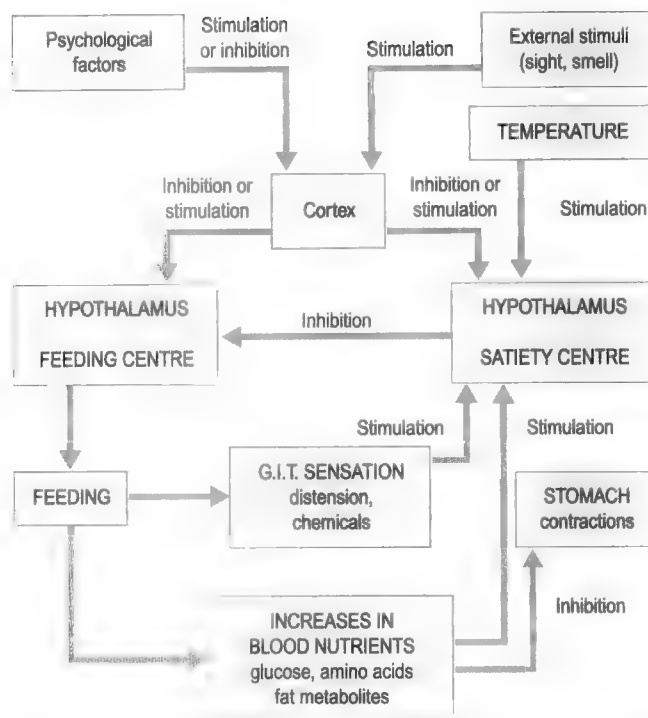 Psychological
factors
Stimulation
or inhibition
Stimulation
External stimuli
(sight, smell)
TEMPERATURE
Inhibition or
stimulation
Cortex
Inhibition or
stimulation
Stimulation
HYPOTHALAMUS
FEEDING CENTRE
Inhibition
HYPOTHALAMUS
SATIETY CENTRE
Stimulation
Stimulation
FEEDING
G.I.T. SENSATION
distension,
chemicals
STOMACH
contractions
Inhibition
INCREASES IN
BLOOD NUTRIENTS
glucose, amino acids
fat metabolites